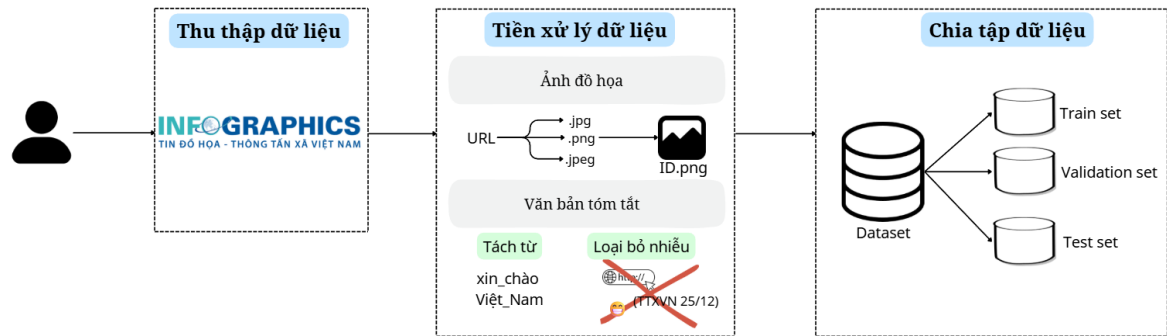 Thu thập dữ liệu
INFOGRAPHICS
TIN ĐỒ HỌA - THÔNG TẤN XÃ VIỆT NAM
Tiền xử lý dữ liệu
Ảnh đồ họa
URL
.jpg
.png
.jpeg
ID.png
Văn bản tóm tắt
Tách từ
Loại bỏ nhiễu
xin_chào
Việt_Nam
http://
(TTXVN 25/12)
Chia tập dữ liệu
Dataset
Train set
Validation set
Test set